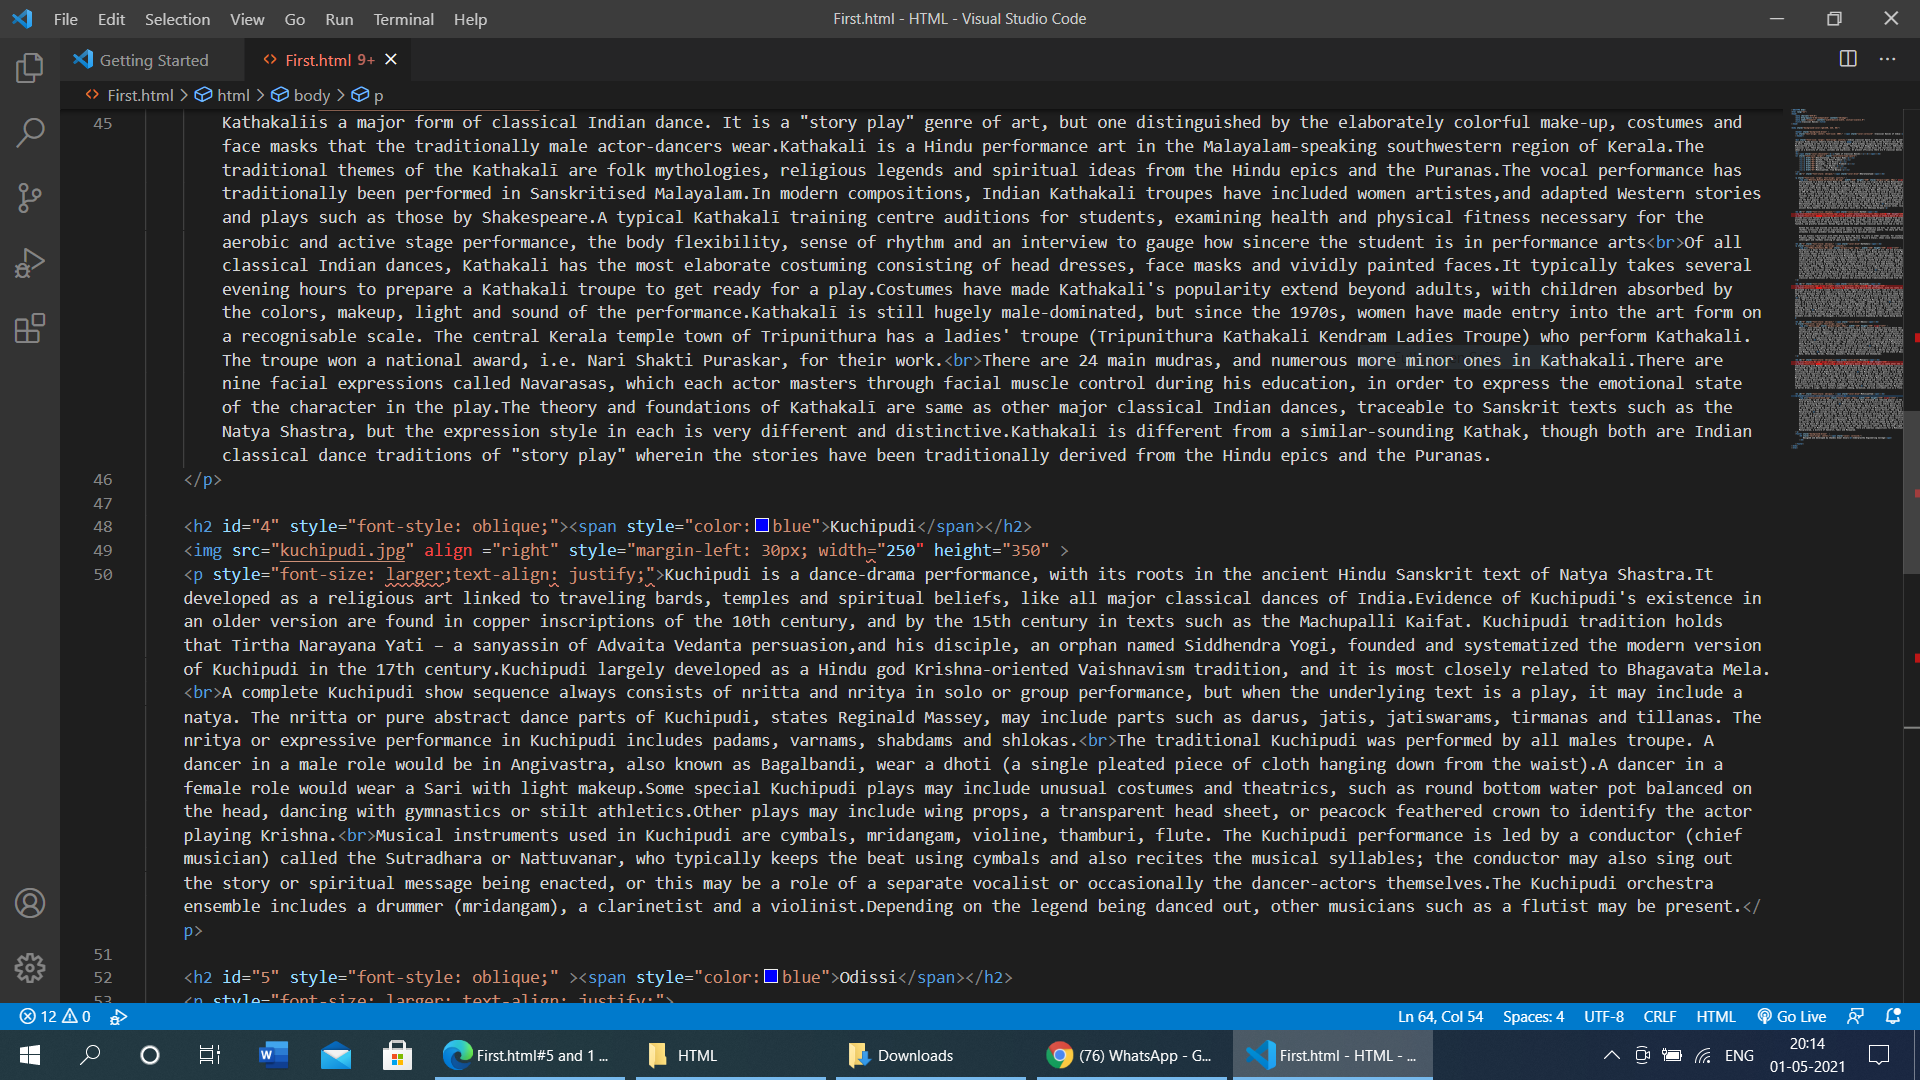 File Edit Selection View Go Run Terminal Help
First.html - HTML - Visual Studio Code
Getting Started
<> First.html 9+
<> First.html > html > body > p
45 Kathakaliis a major form of classical Indian dance. It is a "story play" genre of art, but one distinguished by the elaborately colorful make-up, costumes and
face masks that the traditionally male actor-dancers wear.Kathakali is a Hindu performance art in the Malayalam-speaking southwestern region of Kerala.The
traditional themes of the Kathakalī are folk mythologies, religious legends and spiritual ideas from the Hindu epics and the Puranas.The vocal performance has
traditionally been performed in Sanskritised Malayalam.In modern compositions, Indian Kathakali troupes have included women artistes,and adapted Western stories
and plays such as those by Shakespeare.A typical Kathakalī training centre auditions for students, examining health and physical fitness necessary for the
aerobic and active stage performance, the body flexibility, sense of rhythm and an interview to gauge how sincere the student is in performance arts<br>Of all
classical Indian dances, Kathakali has the most elaborate costuming consisting of head dresses, face masks and vividly painted faces.It typically takes several
evening hours to prepare a Kathakali troupe to get ready for a play.Costumes have made Kathakali's popularity extend beyond adults, with children absorbed by
the colors, makeup, light and sound of the performance.Kathakalī is still hugely male-dominated, but since the 1970s, women have made entry into the art form on
a recognisable scale. The central Kerala temple town of Tripunithura has a ladies' troupe (Tripunithura Kathakali Kendram Ladies Troupe) who perform Kathakali.
The troupe won a national award, i.e. Nari Shakti Puraskar, for their work.<br>There are 24 main mudras, and numerous more minor ones in Kathakali.There are
nine facial expressions called Navarasas, which each actor masters through facial muscle control during his education, in order to express the emotional state
of the character in the play.The theory and foundations of Kathakalī are same as other major classical Indian dances, traceable to Sanskrit texts such as the
Natya Shastra, but the expression style in each is very different and distinctive.Kathakali is different from a similar-sounding Kathak, though both are Indian
classical dance traditions of "story play" wherein the stories have been traditionally derived from the Hindu epics and the Puranas.
46 </p>
47
48 <h2 id="4" style="font-style: oblique;"><span style="color:blue">Kuchipudi</span></h2>
49 <img src="kuchipudi.jpg" align ="right" style="margin-left: 30px; width="250" height="350" >
50 <p style="font-size: larger;text-align: justify;">Kuchipudi is a dance-drama performance, with its roots in the ancient Hindu Sanskrit text of Natya Shastra.It
developed as a religious art linked to traveling bards, temples and spiritual beliefs, like all major classical dances of India.Evidence of Kuchipudi's existence in
an older version are found in copper inscriptions of the 10th century, and by the 15th century in texts such as the Machupalli Kaifat. Kuchipudi tradition holds
that Tirtha Narayana Yati – a sanyassin of Advaita Vedanta persuasion,and his disciple, an orphan named Siddhendra Yogi, founded and systematized the modern version
of Kuchipudi in the 17th century.Kuchipudi largely developed as a Hindu god Krishna-oriented Vaishnavism tradition, and it is most closely related to Bhagavata Mela.
<br>A complete Kuchipudi show sequence always consists of nritta and nritya in solo or group performance, but when the underlying text is a play, it may include a
natya. The nritta or pure abstract dance parts of Kuchipudi, states Reginald Massey, may include parts such as darus, jatis, jatiswarams, tirmanas and tillanas. The
nritya or expressive performance in Kuchipudi includes padams, varnams, shabdams and shlokas.<br>The traditional Kuchipudi was performed by all males troupe. A
dancer in a male role would be in Angivastra, also known as Bagalbandi, wear a dhoti (a single pleated piece of cloth hanging down from the waist).A dancer in a
female role would wear a Sari with light makeup.Some special Kuchipudi plays may include unusual costumes and theatrics, such as round bottom water pot balanced on
the head, dancing with gymnastics or stilt athletics.Other plays may include wing props, a transparent head sheet, or peacock feathered crown to identify the actor
playing Krishna.<br>Musical instruments used in Kuchipudi are cymbals, mridangam, violine, thamburi, flute. The Kuchipudi performance is led by a conductor (chief
musician) called the Sutradhara or Nattuvanar, who typically keeps the beat using cymbals and also recites the musical syllables; the conductor may also sing out
the story or spiritual message being enacted, or this may be a role of a separate vocalist or occasionally the dancer-actors themselves.The Kuchipudi orchestra
ensemble includes a drummer (mridangam), a clarinetist and a violinist.Depending on the legend being danced out, other musicians such as a flutist may be present.</
p>
51
52 <h2 id="5" style="font-style: oblique;" ><span style="color:blue">Odissi</span></h2>
53 <p style="font-size: larger; text-align: justify;">
12 0 Ln 64, Col 54 Spaces: 4 UTF-8 CRLF HTML Go Live
First.html#5 and 1 ... HTML Downloads (76) WhatsApp - G... First.html - HTML - ... ENG 20:14
01-05-2021